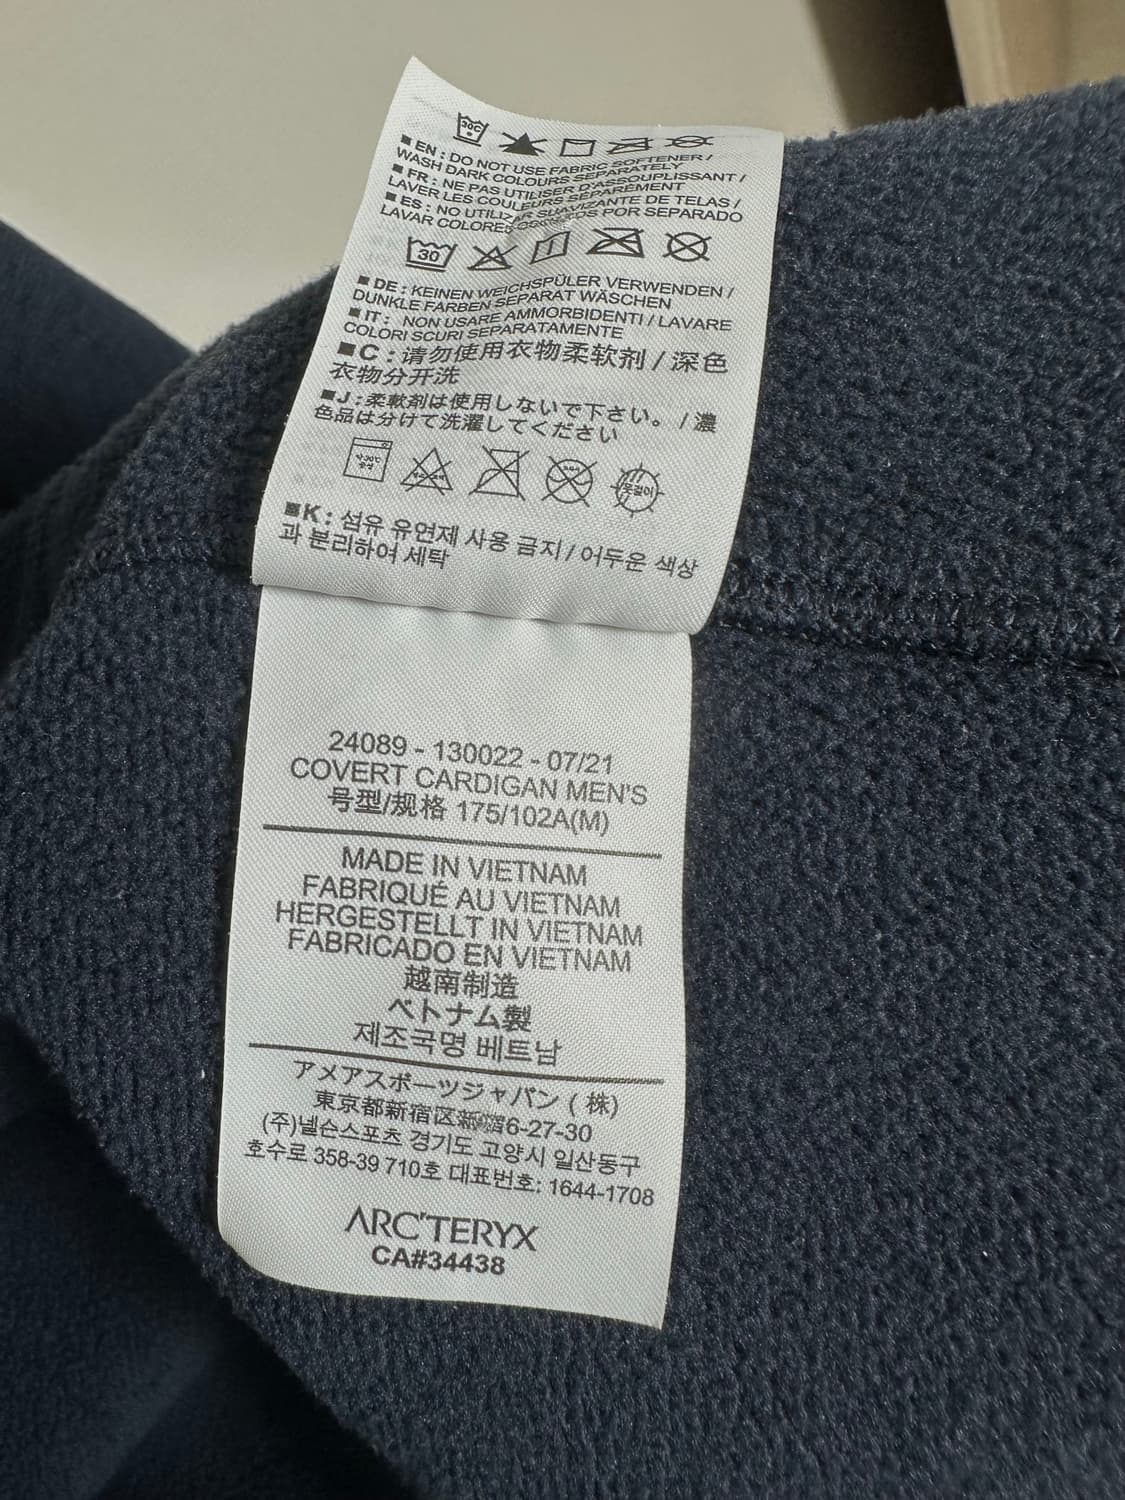 30C
■EN : DO NOT USE FABRIC SOFTENER /
WASH DARK COLOURS SEPARATELY
■FR : NE PAS UTILISER D'ASSOUPLISSANT /
LAVER LES COULEURS SEPARÉMENT
■ES : NO UTILIZAR SUAVIZANTE DE TELAS /
LAVAR COLORES POR SEPARADO
30
■DE : KEINEN WEICHSPÜLER VERWENDEN /
DUNKLE FARBEN SEPARAT WÄSCHEN
■IT : NON USARE AMMORBIDENTI / LAVARE
COLORI SCURI SEPARATAMENTE
■C : 请勿使用衣物柔软剂 / 深色
衣物分开洗
■J : 柔軟剤は使用しないで下さい。 / 濃
色品は分けて洗濯してください
약30℃
■K : 섬유 유연제 사용 금지 / 어두운 색상
과 분리하여 세탁
24089 - 130022 - 07/21
COVERT CARDIGAN MEN'S
号型/规格 175/102A(M)
MADE IN VIETNAM
FABRIQUÉ AU VIETNAM
HERGESTELLT IN VIETNAM
FABRICADO EN VIETNAM
越南制造
ベトナム製
제조국명 베트남
アメアスポーツジャパン ( 株)
東京都新宿区新宿6-27-30
(주)넬슨스포츠 경기도 고양시 일산동구
호수로 358-39 710호 대표번호: 1644-1708
ARC'TERYX
CA#34438